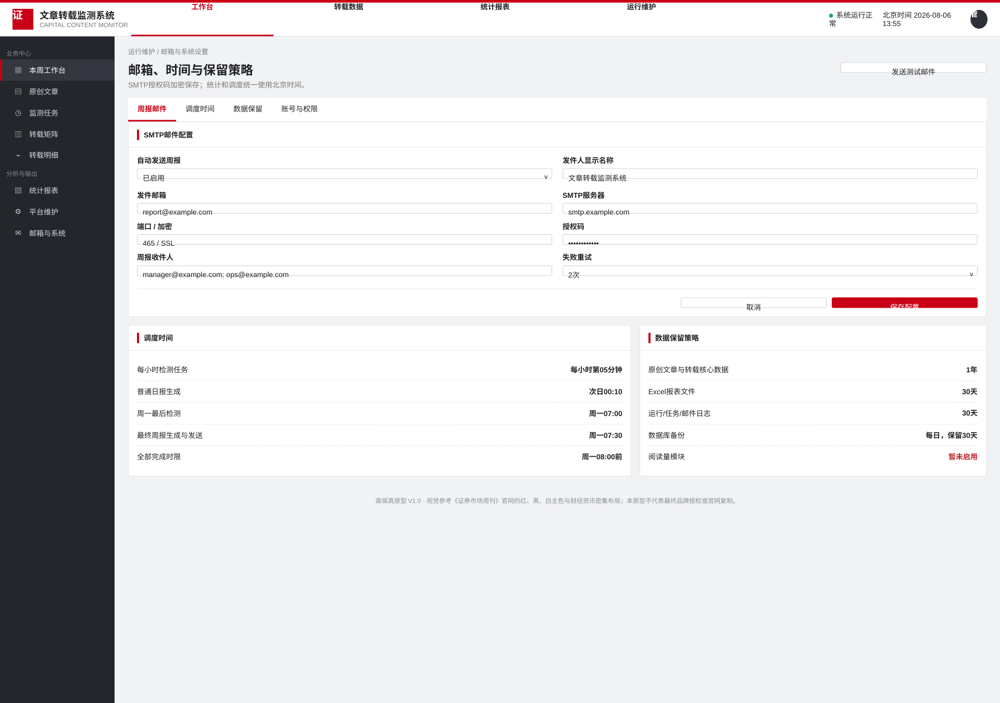 证
文章转载监测系统
CAPITAL CONTENT MONITOR
工作台
转载数据
统计报表
运行维护
系统运行正
常
北京时间 2026-08-06
13:55
管
业务中心
本周工作台
原创文章
监测任务
转载矩阵
转载明细
分析与输出
统计报表
平台维护
邮箱与系统
运行维护 / 邮箱与系统设置
邮箱、时间与保留策略
SMTP授权码加密保存；统计和调度统一使用北京时间。
发送测试邮件
周报邮件
调度时间
数据保留
账号与权限
SMTP邮件配置
自动发送周报
已启用
发件人显示名称
文章转载监测系统
发件邮箱
report@example.com
SMTP服务器
smtp.example.com
端口 / 加密
465 / SSL
授权码
••••••••••••
周报收件人
manager@example.com; ops@example.com
失败重试
2次
取消
保存配置
调度时间
每小时检测任务
每小时第05分钟
普通日报生成
次日00:10
周一最后检测
周一07:00
最终周报生成与发送
周一07:30
全部完成时限
周一08:00前
数据保留策略
原创文章与转载核心数据
1年
Excel报表文件
30天
运行/任务/邮件日志
30天
数据库备份
每日，保留30天
阅读量模块
暂未启用
高保真原型 V1.0 · 视觉参考《证券市场周刊》官网的红、黑、白主色与财经资讯密集布局；本原型不代表最终品牌授权或官网复制。